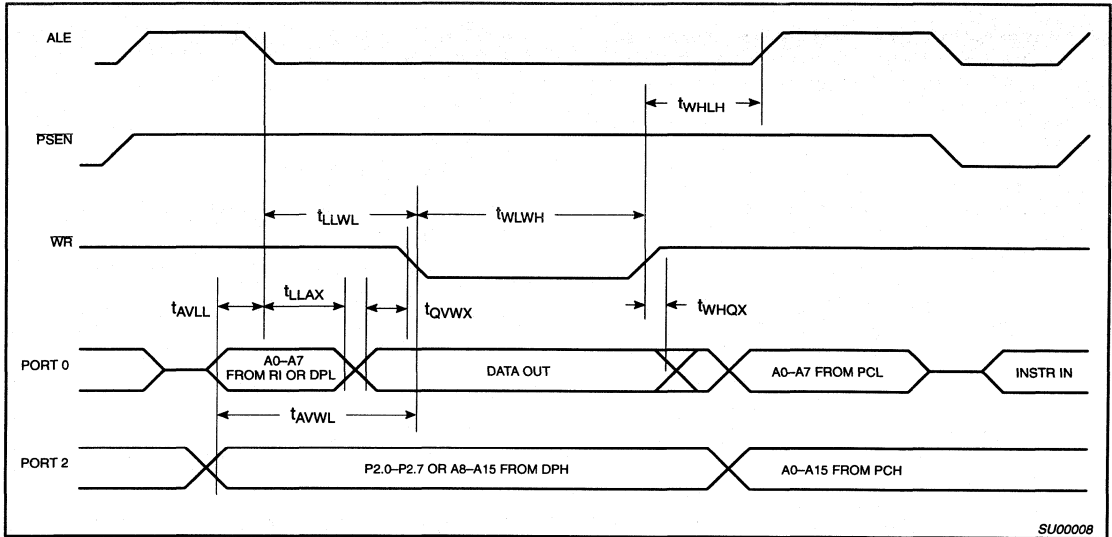 ALE
tWHLH
PSEN
tLLWL
tWLWH
WR
tAVLL
tLLAX
tQVWX
tWHQX
PORT 0
A0–A7
FROM RI OR DPL
DATA OUT
A0–A7 FROM PCL
INSTR IN
tAVWL
PORT 2
P2.0–P2.7 OR A8–A15 FROM DPH
A0–A15 FROM PCH
SU00008